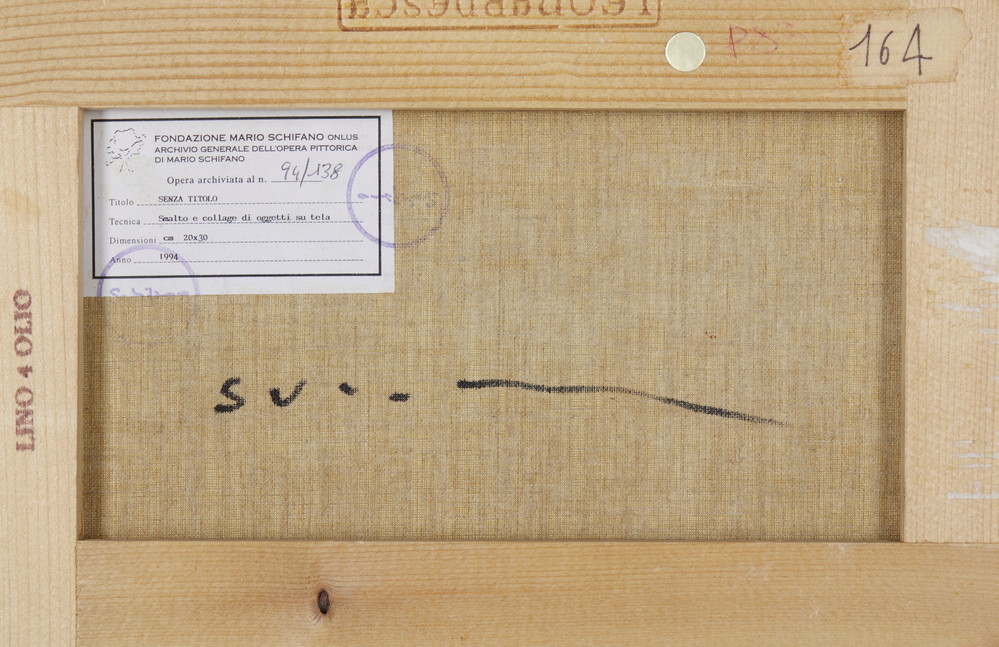 164
FONDAZIONE MARIO SCHIFANO ONLUS
ARCHIVIO GENERALE DELL'OPERA PITTORICA
DI MARIO SCHIFANO
Opera archiviata al n. 94/138
Titolo SENZA TITOLO
Tecnica Smalto e collage di oggetti su tela
Dimensioni cm 20x30
Anno 1994
LINO 4 OLIO